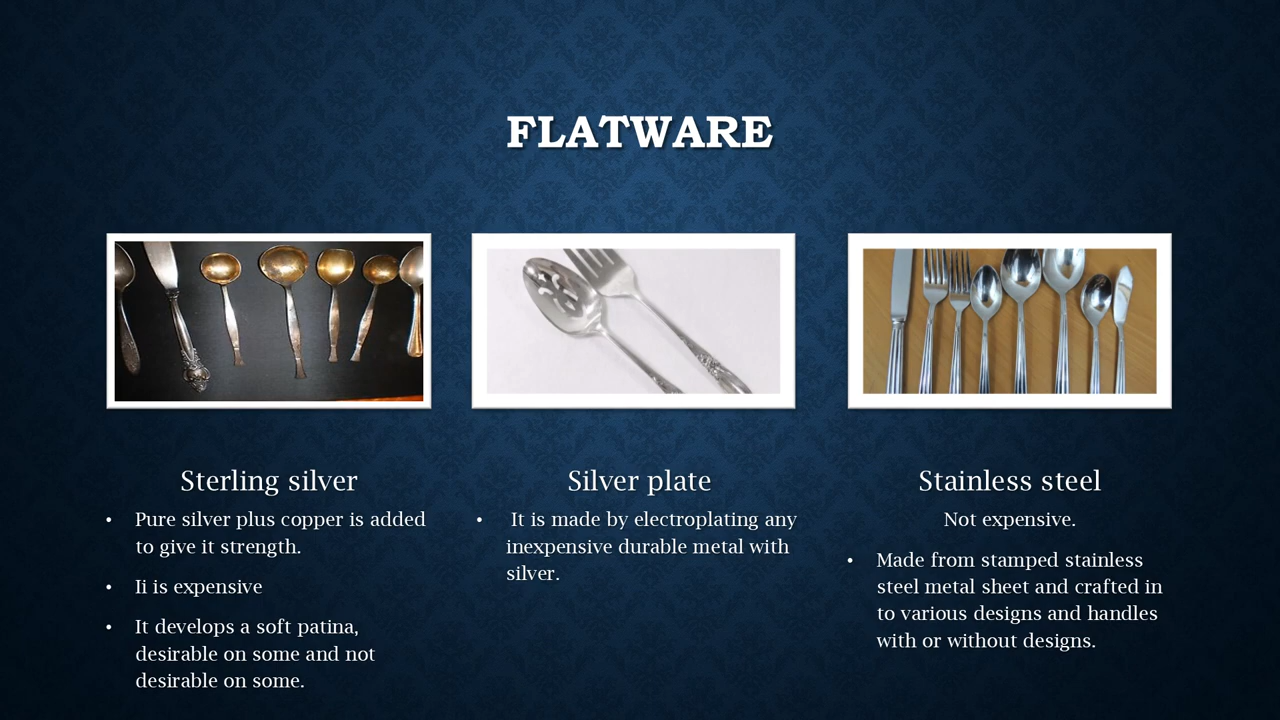 FLATWARE
Sterling silver
• Pure silver plus copper is added
to give it strength.
• Ii is expensive
• It develops a soft patina,
desirable on some and not
desirable on some.
Silver plate
• It is made by electroplating any
inexpensive durable metal with
silver.
Stainless steel
Not expensive.
• Made from stamped stainless
steel metal sheet and crafted in
to various designs and handles
with or without designs.